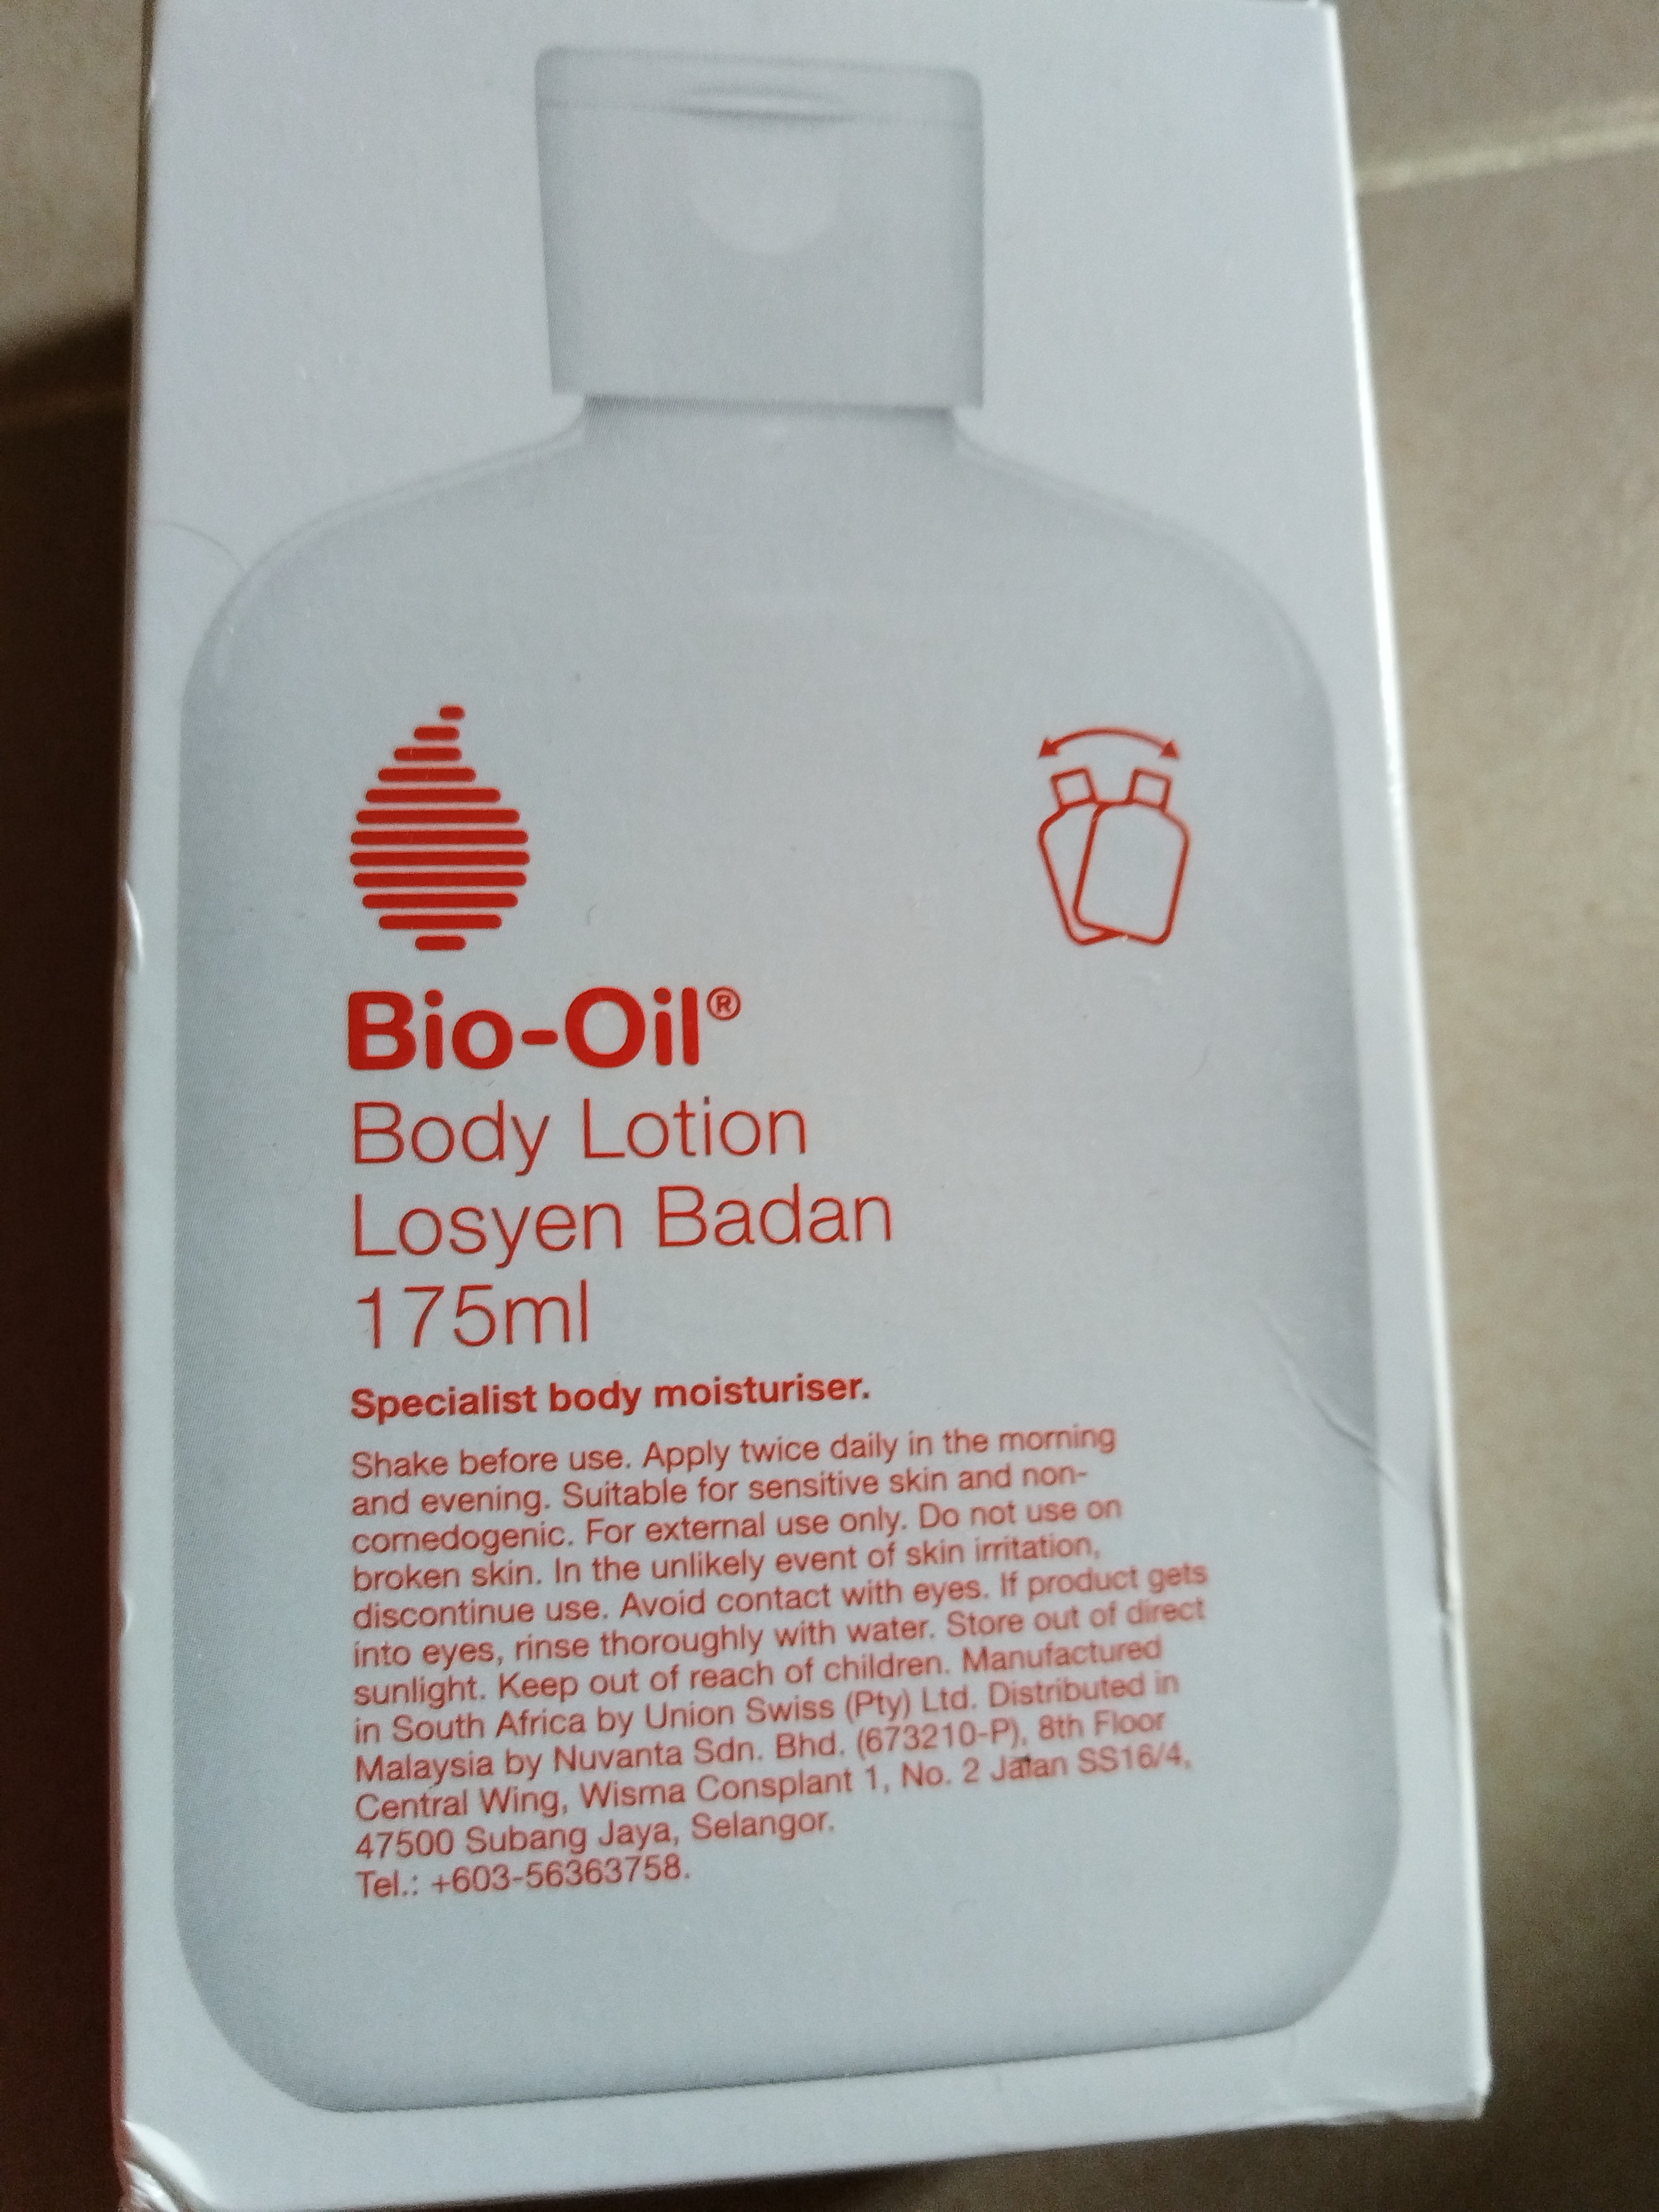 Bio-Oil®
Body Lotion
Losyen Badan
175ml
Specialist body moisturiser.
Shake before use. Apply twice daily in the morning
and evening. Suitable for sensitive skin and non-
comedogenic. For external use only. Do not use on
broken skin. In the unlikely event of skin irritation,
discontinue use. Avoid contact with eyes. If product gets
into eyes, rinse thoroughly with water. Store out of direct
sunlight. Keep out of reach of children. Manufactured
in South Africa by Union Swiss (Pty) Ltd. Distributed in
Malaysia by Nuvanta Sdn. Bhd. (673210-P), 8th Floor
Central Wing, Wisma Consplant 1, No. 2 Jalan SS16/4,
47500 Subang Jaya, Selangor.
Tel.: +603-56363758.